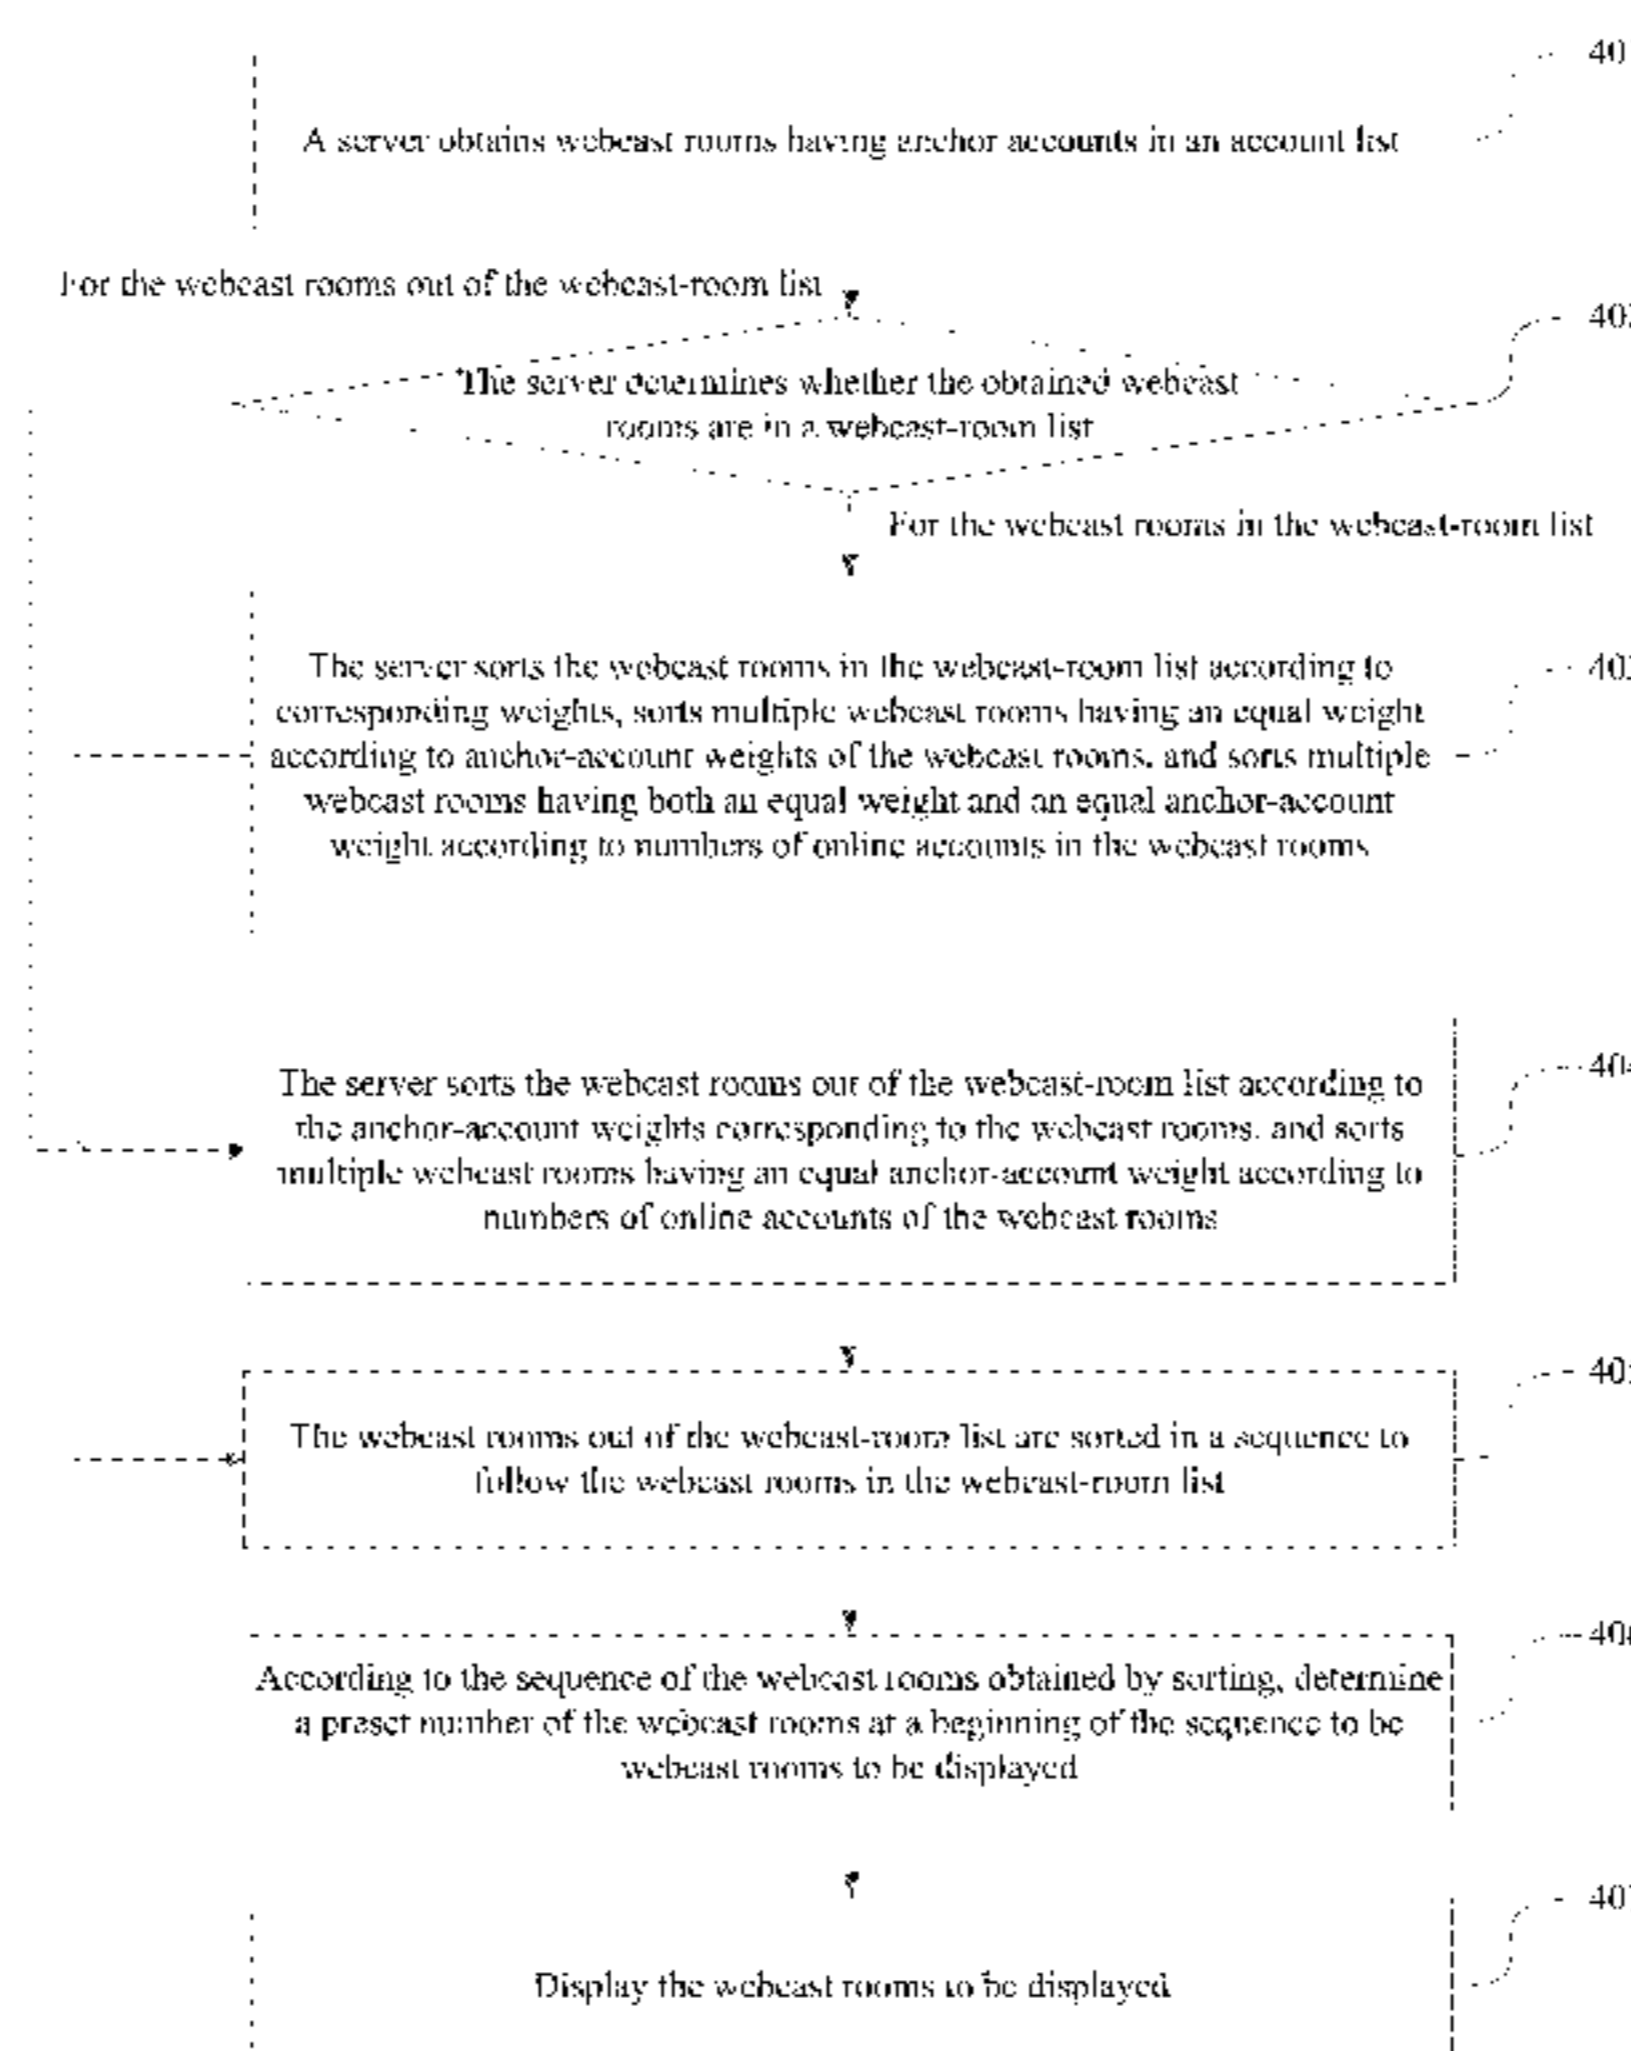 40
A server obtains webcast rooms having anchor accounts in an account list
For the webcast rooms out of the webcast-room list
40
The server determines whether the obtained webcast
rooms are in a webcast-room list
For the webcast rooms in the webcast-room list
The server sorts the webcast rooms in the webcast-room list according to
40
corresponding weights, sorts multiple webcast rooms having an equal weight
according to anchor-account weights of the webcast rooms, and sorts multiple
webcast rooms having both an equal weight and an equal anchor-account
weight according to numbers of online accounts in the webcast rooms
40
The server sorts the webcast rooms out of the webcast-room list according to
the anchor-account weights corresponding to the webcast rooms, and sorts
multiple webcast rooms having an equal anchor-account weight according to
numbers of online accounts of the webcast rooms
40
The webcast rooms out of the webcast-room list are sorted in a sequence to
follow the webcast rooms in the webcast-room list
40
According to the sequence of the webcast rooms obtained by sorting, determine
a preset number of the webcast rooms at a beginning of the sequence to be
webcast rooms to be displayed
40
Display the webcast rooms to be displayed